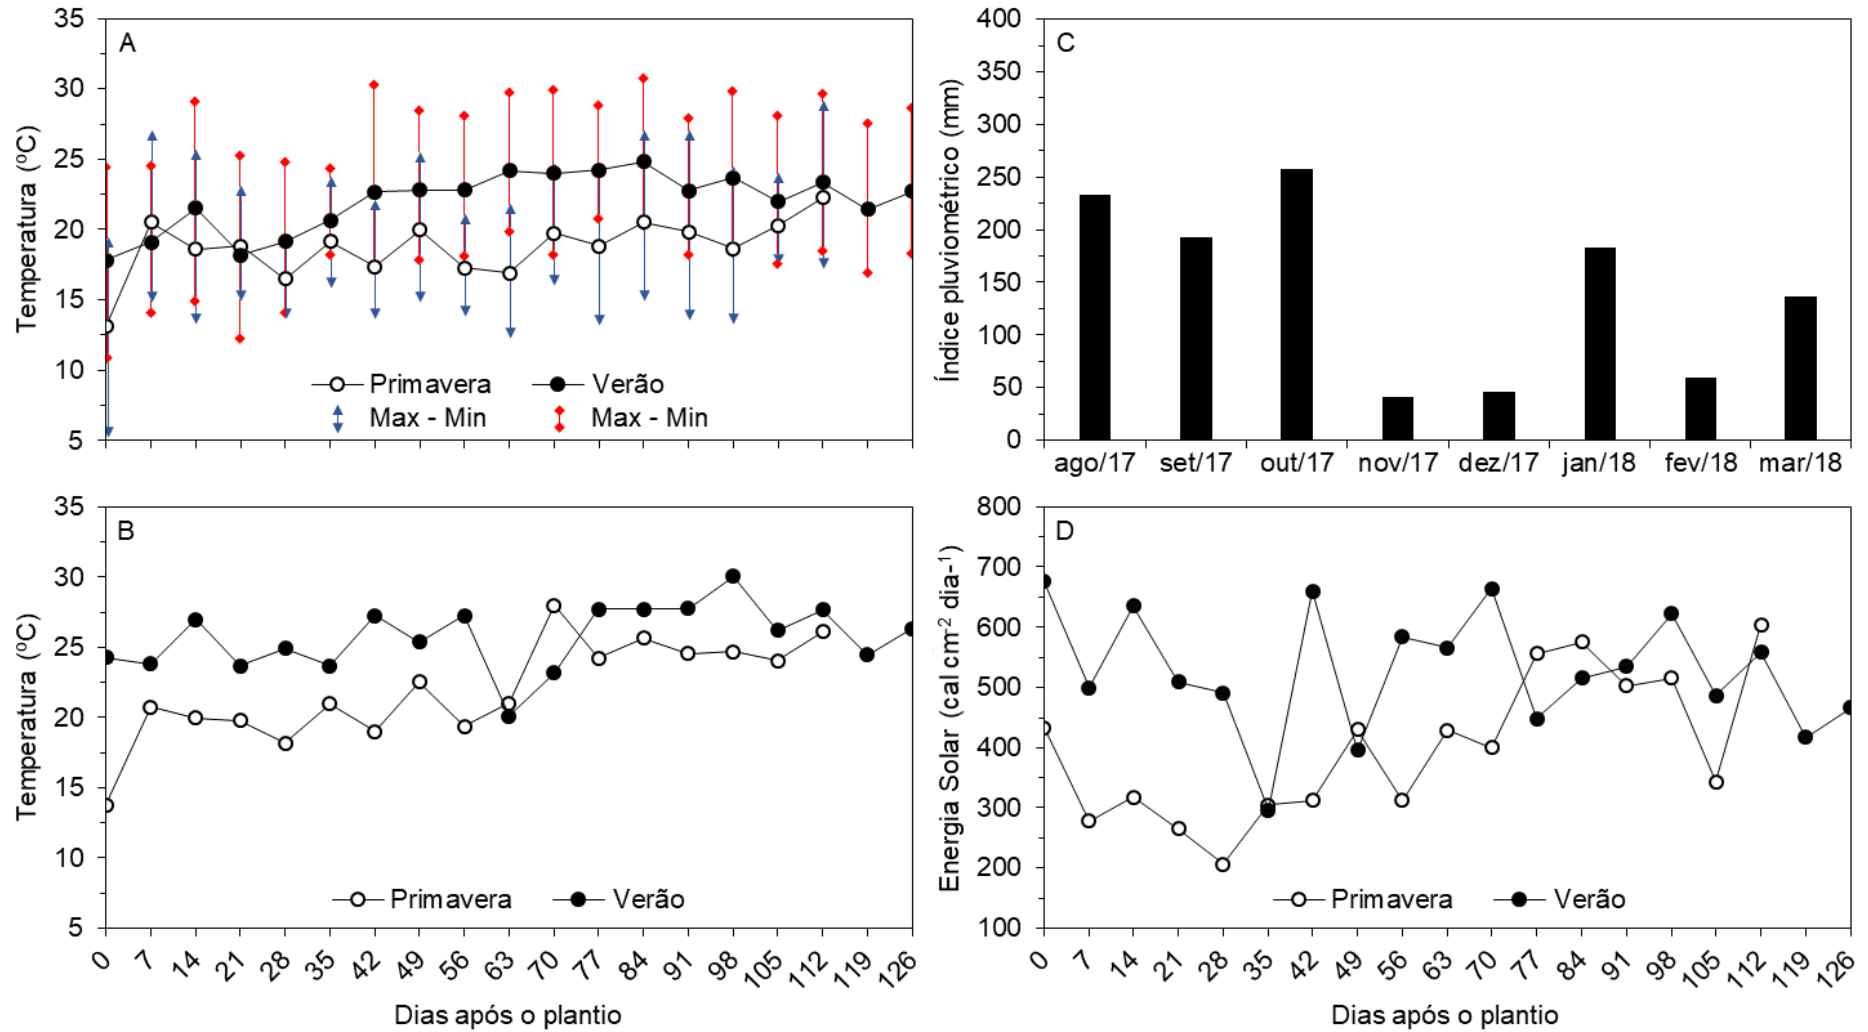 A
35
30
25
20
15
10
5
Temperatura (ºC)
Primavera
Verão
Max - Min
Max - Min
C
400
350
300
250
200
150
100
50
0
Índice pluviométrico (mm)
ago/17 set/17 out/17 nov/17 dez/17 jan/18 fev/18 mar/18
B
35
30
25
20
15
10
5
Temperatura (ºC)
Primavera
Verão
0 7 14 21 28 35 42 49 56 63 70 77 84 91 98 105 112 119 126
Dias após o plantio
D
800
700
600
500
400
300
200
100
Energia Solar (cal cm-2 dia-1)
Primavera
Verão
0 7 14 21 28 35 42 49 56 63 70 77 84 91 98 105 112 119 126
Dias após o plantio